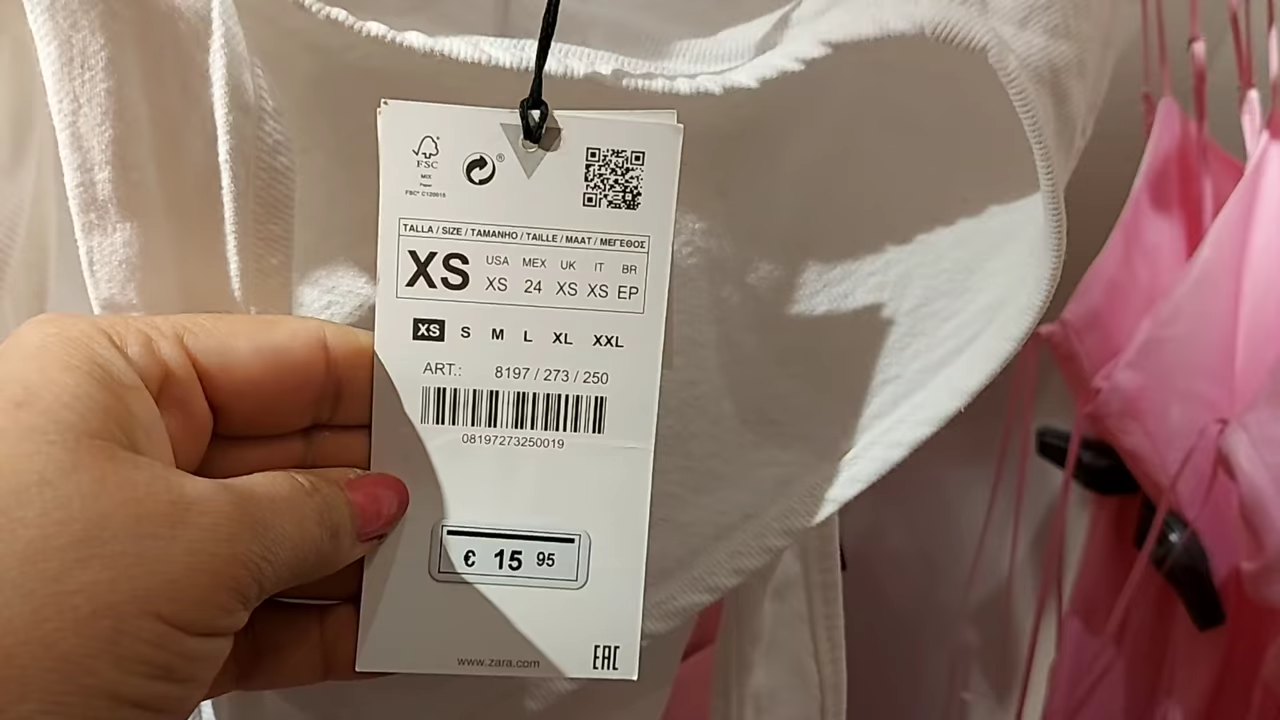 FSC
MIX
Paper
FSC® C120015
®
TALLA / SIZE / TAMANHO / TAILLE / MAAT / ΜΕΓΕΘΟΣ
XS
USA MEX UK IT BR
XS 24 XS XS EP
XS S M L XL XXL
ART.: 8197 / 273 / 250
08197273250019
€ 15 95
www.zara.com
EAC